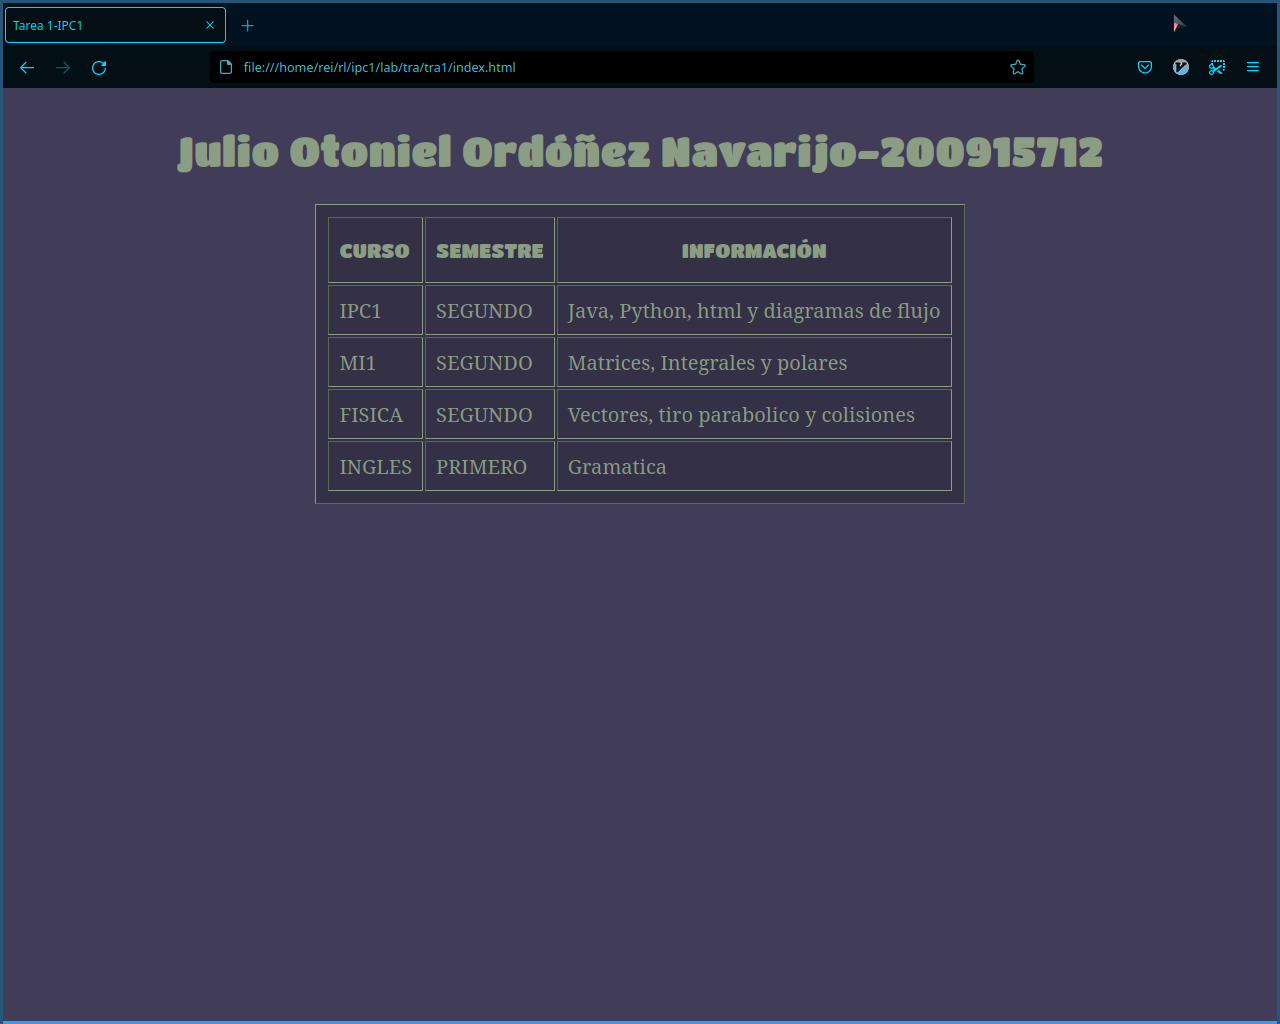 Tarea 1-IPC1
file:///home/rei/rl/ipc1/lab/tra/tra1/index.html
Julio Otoniel Ordóñez Navarijo-200915712
CURSO SEMESTRE INFORMACIÓN
IPC1 SEGUNDO Java, Python, html y diagramas de flujo
MI1 SEGUNDO Matrices, Integrales y polares
FISICA SEGUNDO Vectores, tiro parabolico y colisiones
INGLES PRIMERO Gramatica